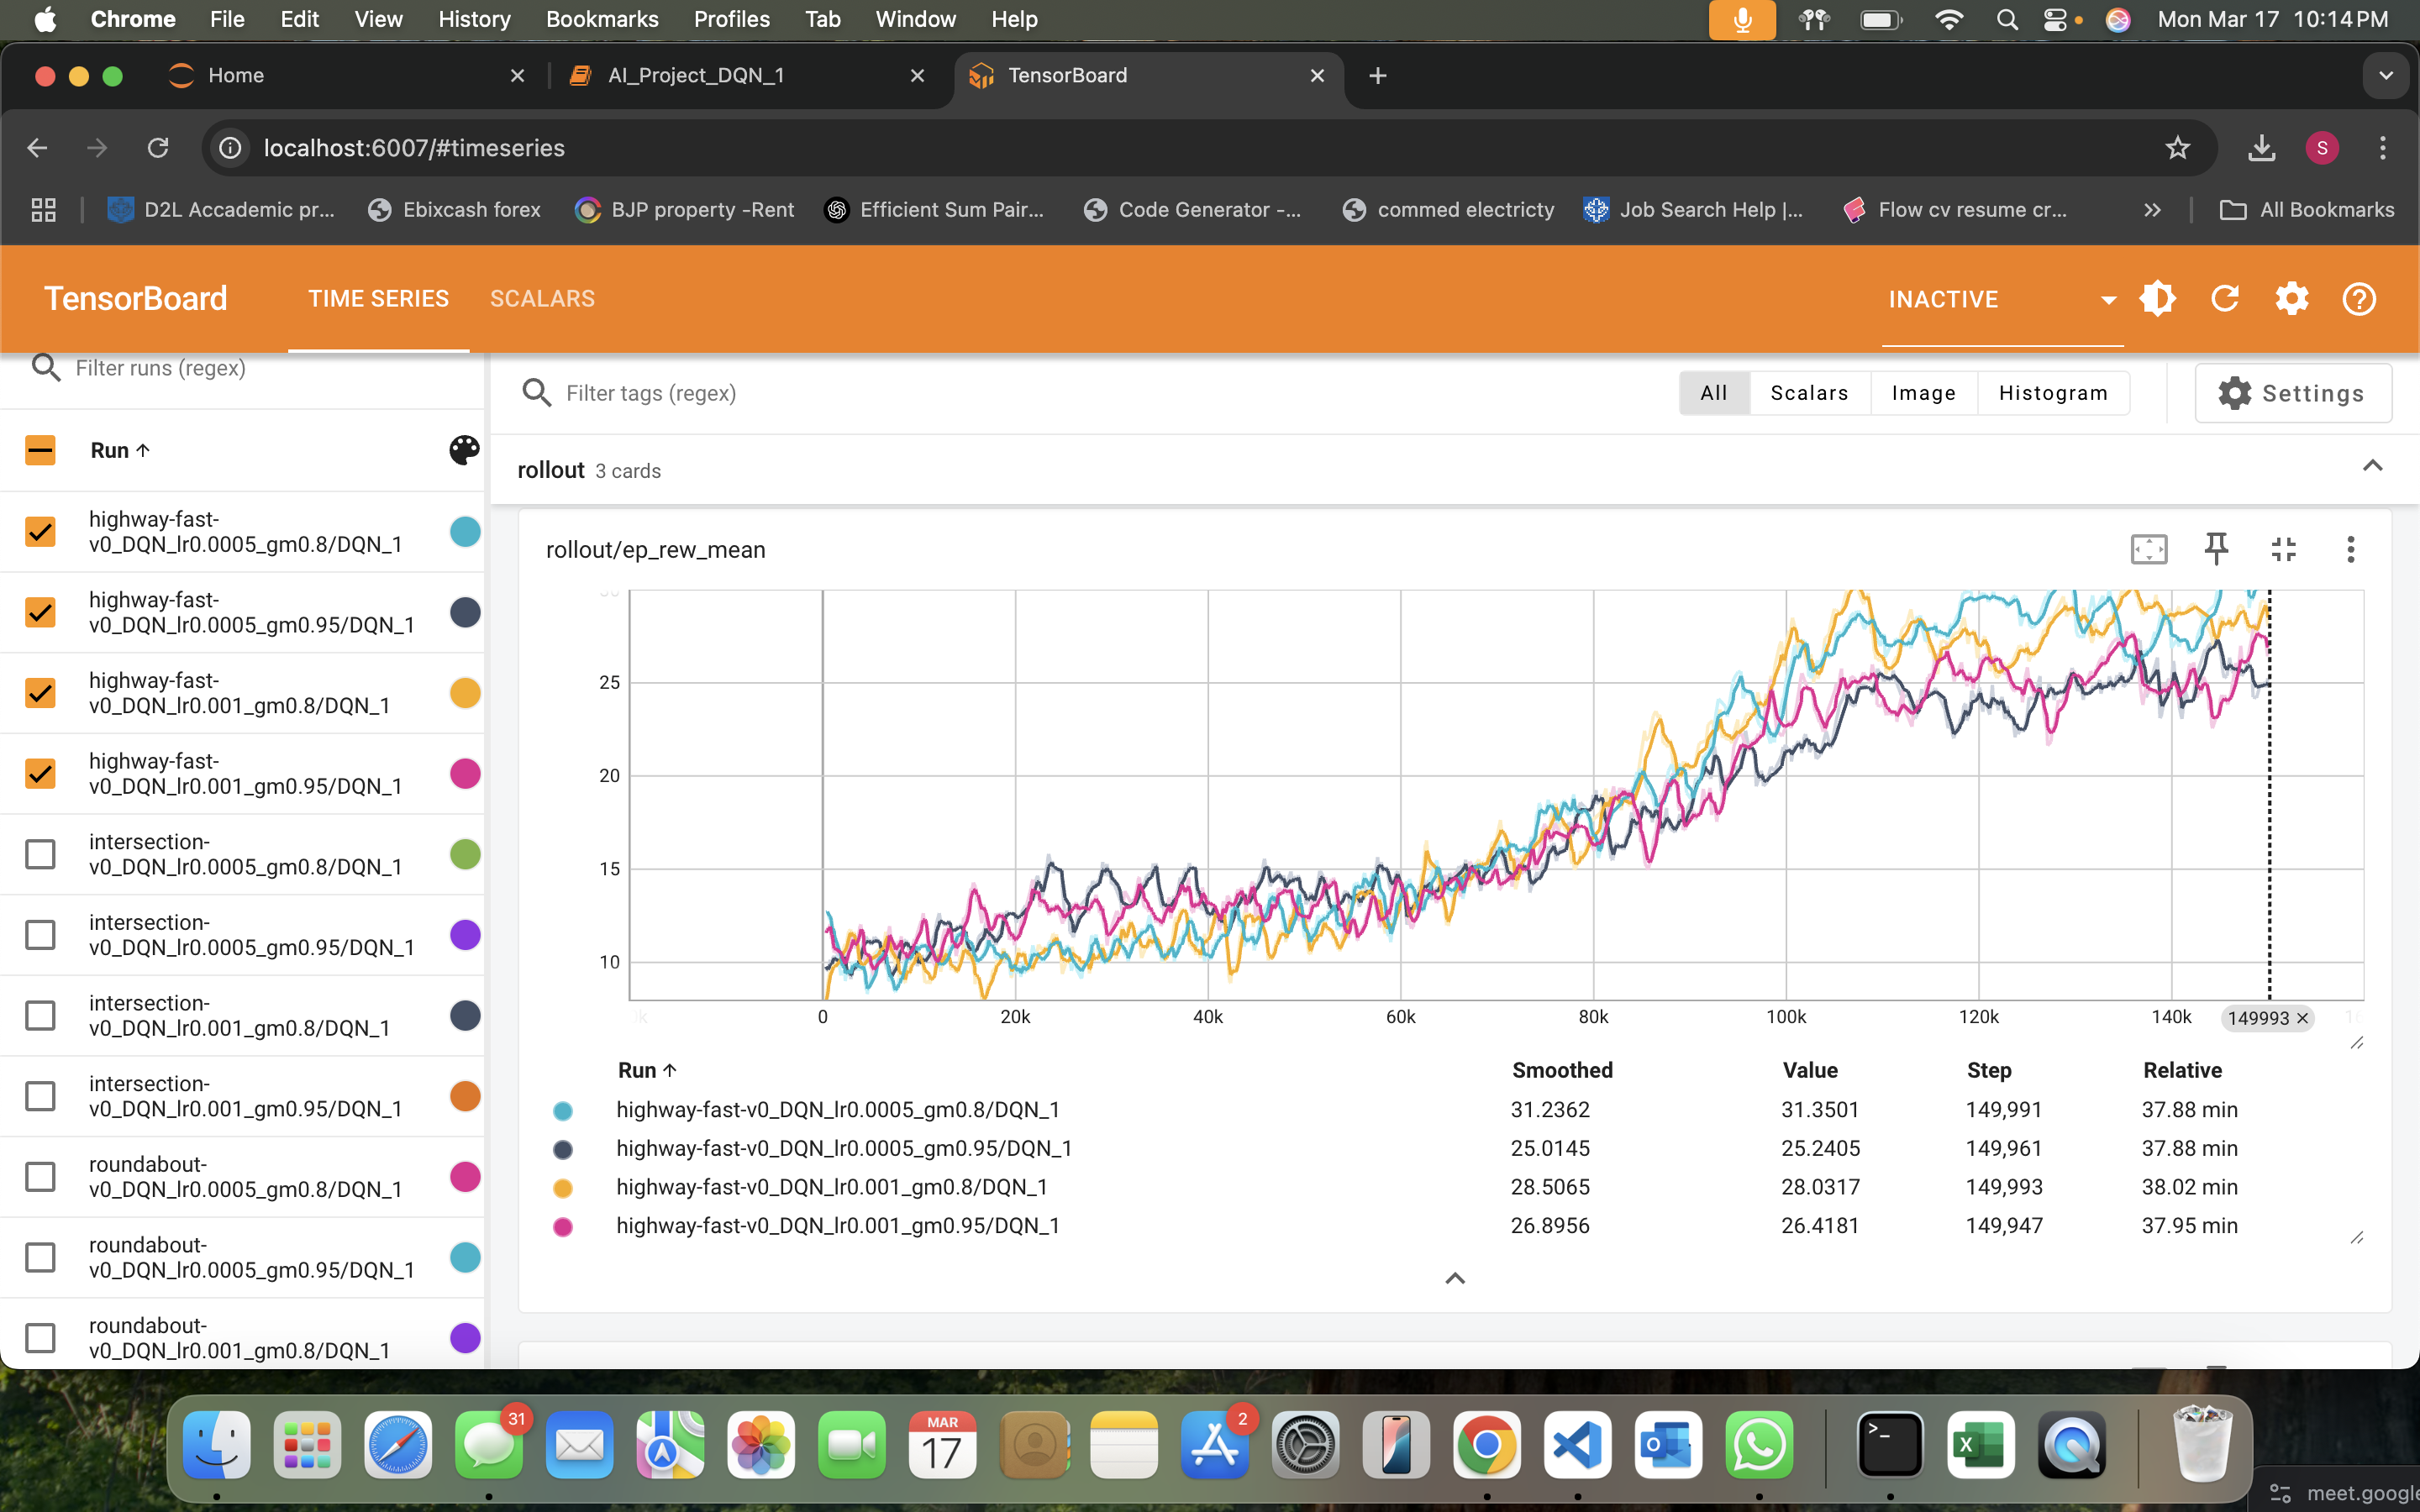 Chrome File Edit View History Bookmarks Profiles Tab Window Help Mon Mar 17 10:14 PM
Home AI_Project_DQN_1 TensorBoard
localhost:6007/#timeseries S
D2L Accademic pr... Ebixcash forex BJP property -Rent Efficient Sum Pair... Code Generator -... commed electricty Job Search Help |... Flow cv resume cr... All Bookmarks
TensorBoard TIME SERIES SCALARS INACTIVE
Filter runs (regex)
Run ↑
highway-fast-
v0_DQN_lr0.0005_gm0.8/DQN_1
highway-fast-
v0_DQN_lr0.0005_gm0.95/DQN_1
highway-fast-
v0_DQN_lr0.001_gm0.8/DQN_1
highway-fast-
v0_DQN_lr0.001_gm0.95/DQN_1
intersection-
v0_DQN_lr0.0005_gm0.8/DQN_1
intersection-
v0_DQN_lr0.0005_gm0.95/DQN_1
intersection-
v0_DQN_lr0.001_gm0.8/DQN_1
intersection-
v0_DQN_lr0.001_gm0.95/DQN_1
roundabout-
v0_DQN_lr0.0005_gm0.8/DQN_1
roundabout-
v0_DQN_lr0.0005_gm0.95/DQN_1
roundabout-
v0_DQN_lr0.001_gm0.8/DQN_1
Filter tags (regex) All Scalars Image Histogram Settings
rollout 3 cards
rollout/ep_rew_mean
25
20
15
10
0 20k 40k 60k 80k 100k 120k 140k 149993
Run ↑ Smoothed Value Step Relative
highway-fast-v0_DQN_lr0.0005_gm0.8/DQN_1 31.2362 31.3501 149,991 37.88 min
highway-fast-v0_DQN_lr0.0005_gm0.95/DQN_1 25.0145 25.2405 149,961 37.88 min
highway-fast-v0_DQN_lr0.001_gm0.8/DQN_1 28.5065 28.0317 149,993 38.02 min
highway-fast-v0_DQN_lr0.001_gm0.95/DQN_1 26.8956 26.4181 149,947 37.95 min
31 MAR 17 2
meet.google